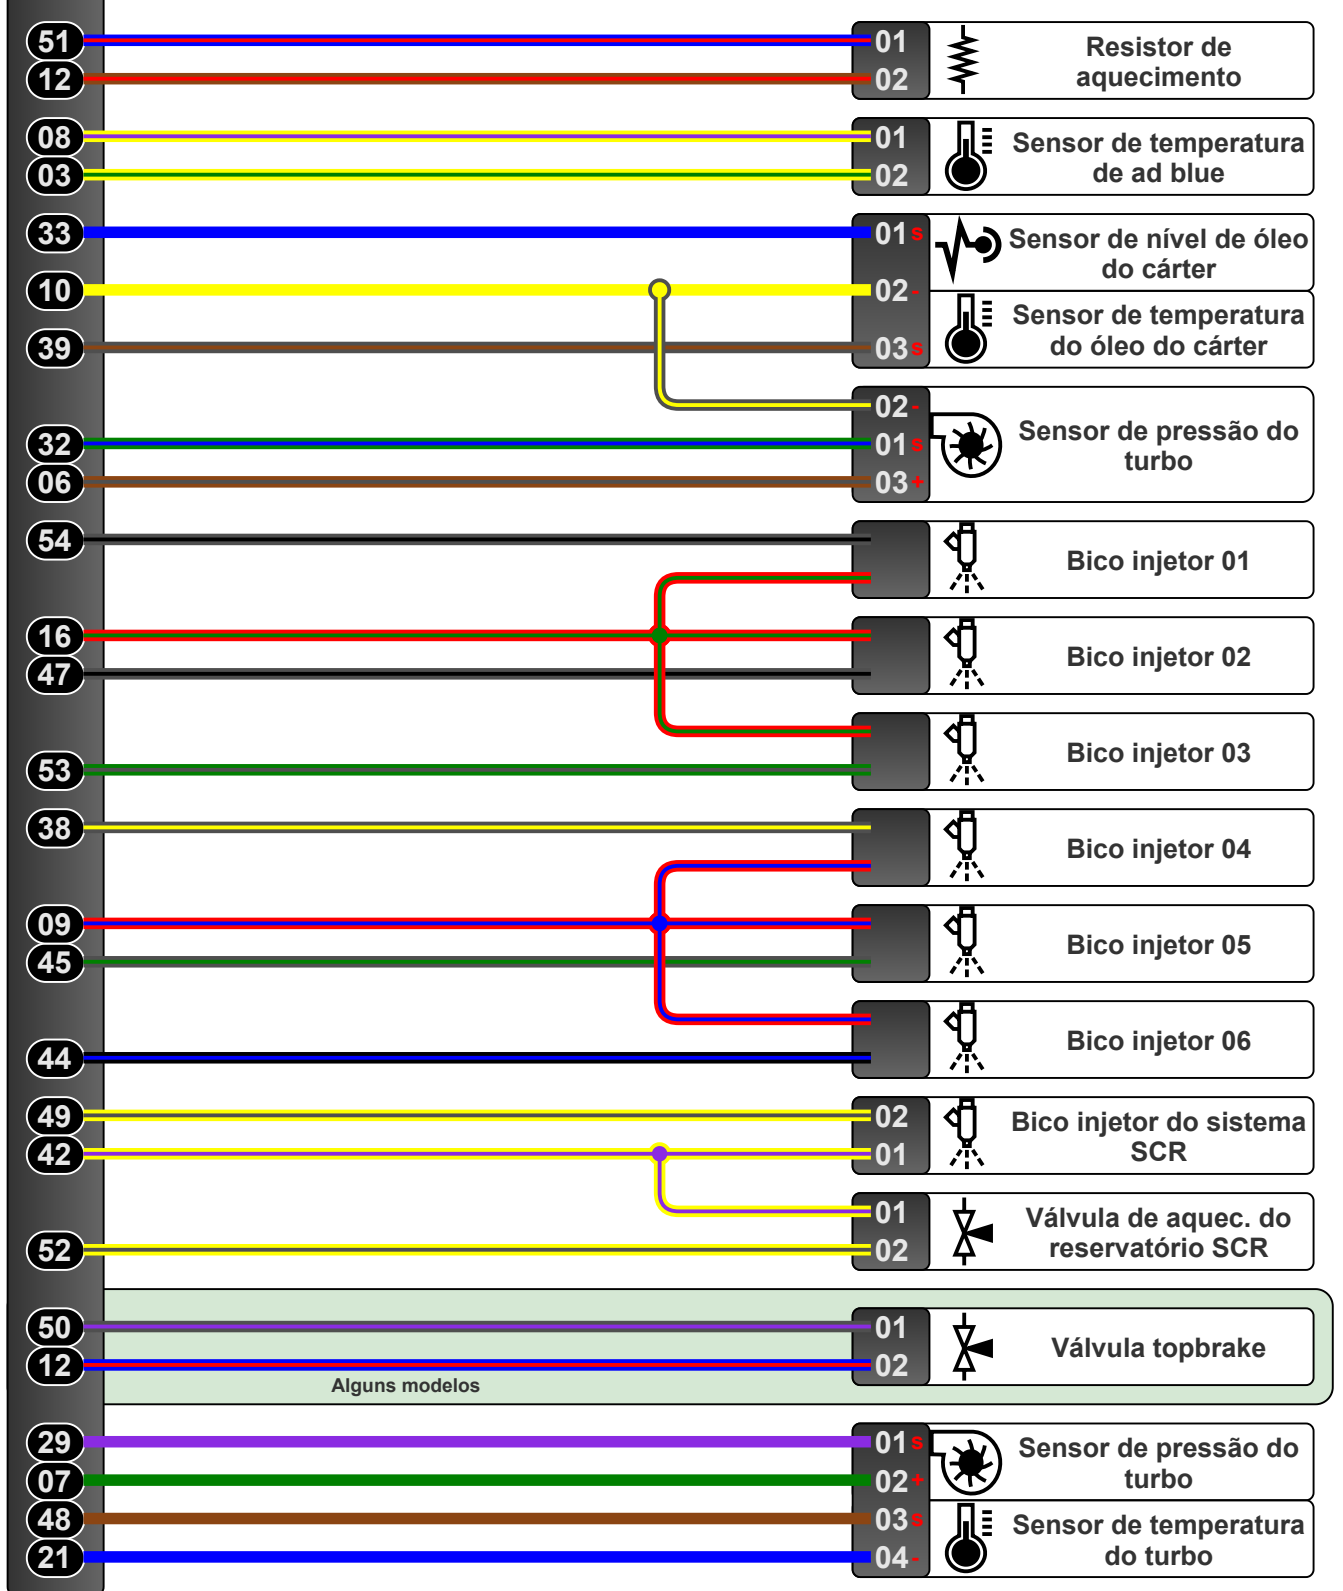 51
01
Resistor de
aquecimento
12
02
08
01
Sensor de temperatura
de ad blue
03
02
33
01 s
Sensor de nível de óleo
do cárter
10
02 -
Sensor de temperatura
do óleo do cárter
39
03 s
02 -
Sensor de pressão do
turbo
32
01 s
06
03 +
54
Bico injetor 01
16
Bico injetor 02
47
Bico injetor 03
53
38
Bico injetor 04
09
Bico injetor 05
45
Bico injetor 06
44
49
02
Bico injetor do sistema
SCR
42
01
01
Válvula de aquec. do
reservatório SCR
52
02
50
01
Válvula topbrake
12
02
Alguns modelos
29
01 s
Sensor de pressão do
turbo
07
02 +
48
03 s
Sensor de temperatura
do turbo
21
04 -